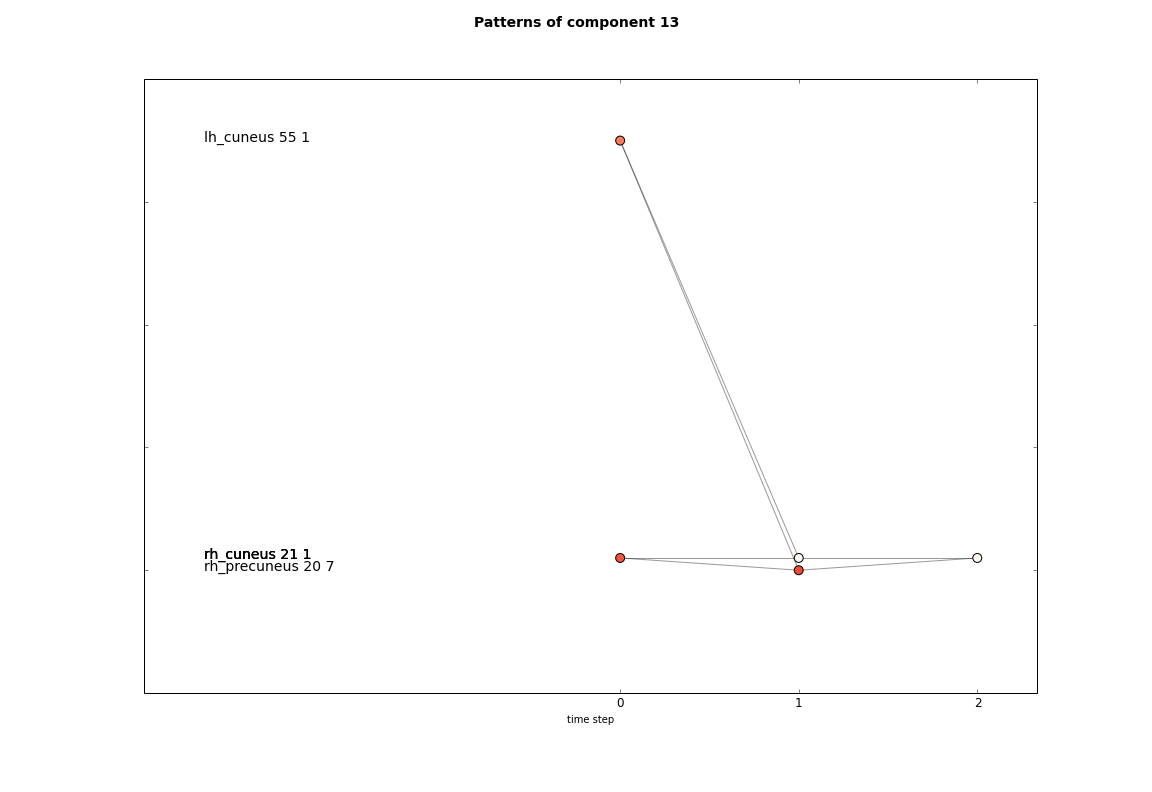 Patterns of component 13
lh_cuneus 55 1
rh_cuneus 21 1
rh_precuneus 20 7
0 1 2
time step